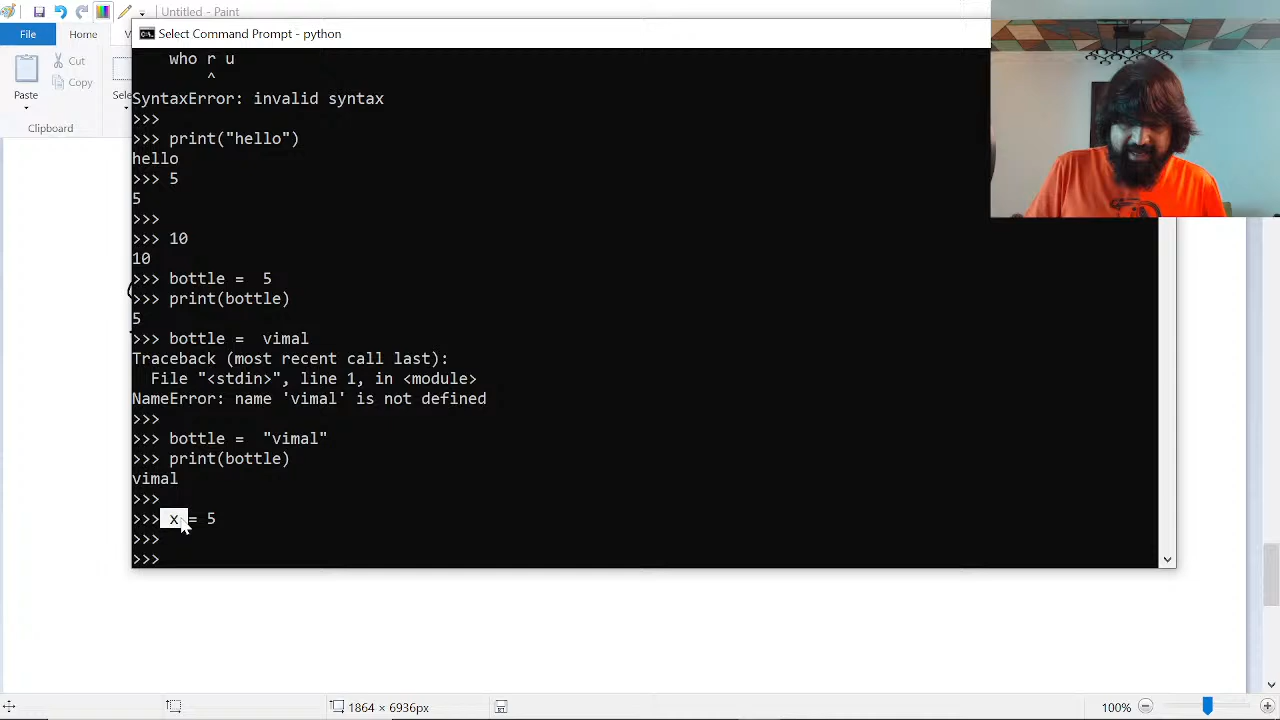 Untitled - Paint
File
Home
V
Paste
Cut
Copy
Sele
Clipboard
Select Command Prompt - python
who r u
^
SyntaxError: invalid syntax
>>>
>>> print("hello")
hello
>>> 5
5
>>>
>>> 10
10
>>> bottle =  5
>>> print(bottle)
5
>>> bottle =  vimal
Traceback (most recent call last):
File "<stdin>", line 1, in <module>
NameError: name 'vimal' is not defined
>>>
>>> bottle =  "vimal"
>>> print(bottle)
vimal
>>>
>>> x = 5
>>>
>>>
1864 × 6936px
100%